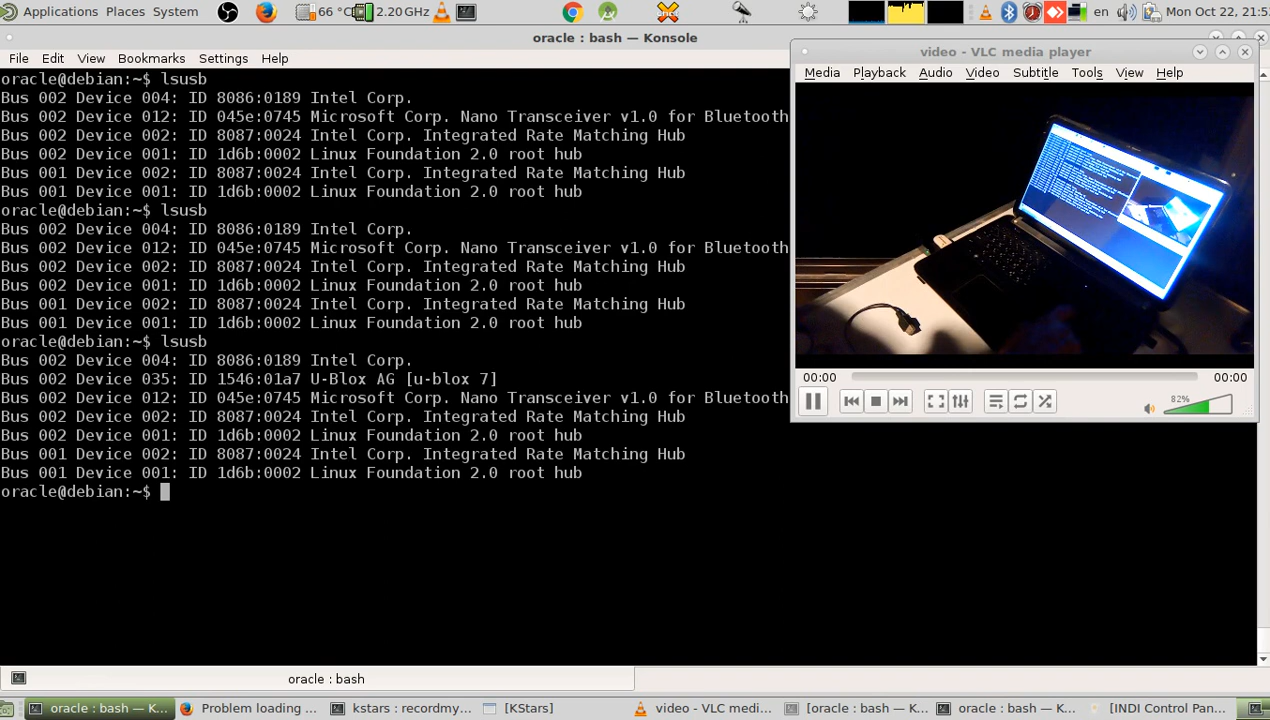 Applications Places System 66 °C 2.20 GHz en Mon Oct 22, 21:5
oracle : bash — Konsole
File Edit View Bookmarks Settings Help
oracle@debian:~$ lsusb
Bus 002 Device 004: ID 8086:0189 Intel Corp.
Bus 002 Device 012: ID 045e:0745 Microsoft Corp. Nano Transceiver v1.0 for Bluetooth
Bus 002 Device 002: ID 8087:0024 Intel Corp. Integrated Rate Matching Hub
Bus 002 Device 001: ID 1d6b:0002 Linux Foundation 2.0 root hub
Bus 001 Device 002: ID 8087:0024 Intel Corp. Integrated Rate Matching Hub
Bus 001 Device 001: ID 1d6b:0002 Linux Foundation 2.0 root hub
oracle@debian:~$ lsusb
Bus 002 Device 004: ID 8086:0189 Intel Corp.
Bus 002 Device 012: ID 045e:0745 Microsoft Corp. Nano Transceiver v1.0 for Bluetooth
Bus 002 Device 002: ID 8087:0024 Intel Corp. Integrated Rate Matching Hub
Bus 002 Device 001: ID 1d6b:0002 Linux Foundation 2.0 root hub
Bus 001 Device 002: ID 8087:0024 Intel Corp. Integrated Rate Matching Hub
Bus 001 Device 001: ID 1d6b:0002 Linux Foundation 2.0 root hub
oracle@debian:~$ lsusb
Bus 002 Device 004: ID 8086:0189 Intel Corp.
Bus 002 Device 035: ID 1546:01a7 U-Blox AG [u-blox 7]
Bus 002 Device 012: ID 045e:0745 Microsoft Corp. Nano Transceiver v1.0 for Bluetooth
Bus 002 Device 002: ID 8087:0024 Intel Corp. Integrated Rate Matching Hub
Bus 002 Device 001: ID 1d6b:0002 Linux Foundation 2.0 root hub
Bus 001 Device 002: ID 8087:0024 Intel Corp. Integrated Rate Matching Hub
Bus 001 Device 001: ID 1d6b:0002 Linux Foundation 2.0 root hub
oracle@debian:~$
video - VLC media player
Media Playback Audio Video Subtitle Tools View Help
00:00 00:00
82%
oracle : bash
oracle : bash — K... Problem loading ... kstars : recordmy... [KStars] video - VLC medi... [oracle : bash — K... oracle : bash — K... [INDI Control Pan...